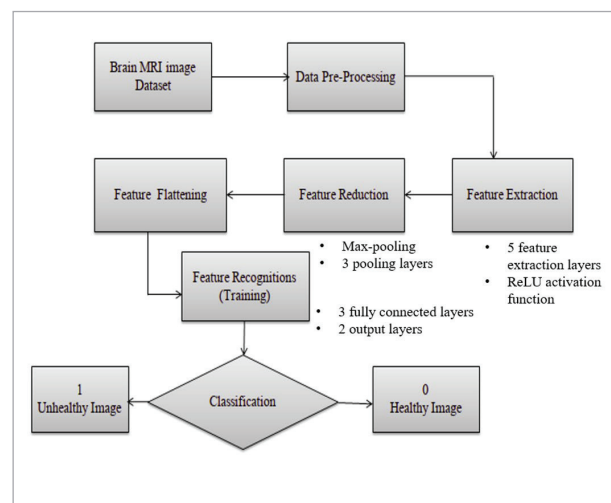 Brain MRI image
Dataset
Data Pre-Processing
Feature Flattening
Feature Reduction
Feature Extraction
• Max-pooling
• 3 pooling layers
• 5 feature
extraction layers
• ReLU activation
function
Feature Recognitions
(Training)
• 3 fully connected layers
• 2 output layers
1
Unhealthy Image
Classification
0
Healthy Image